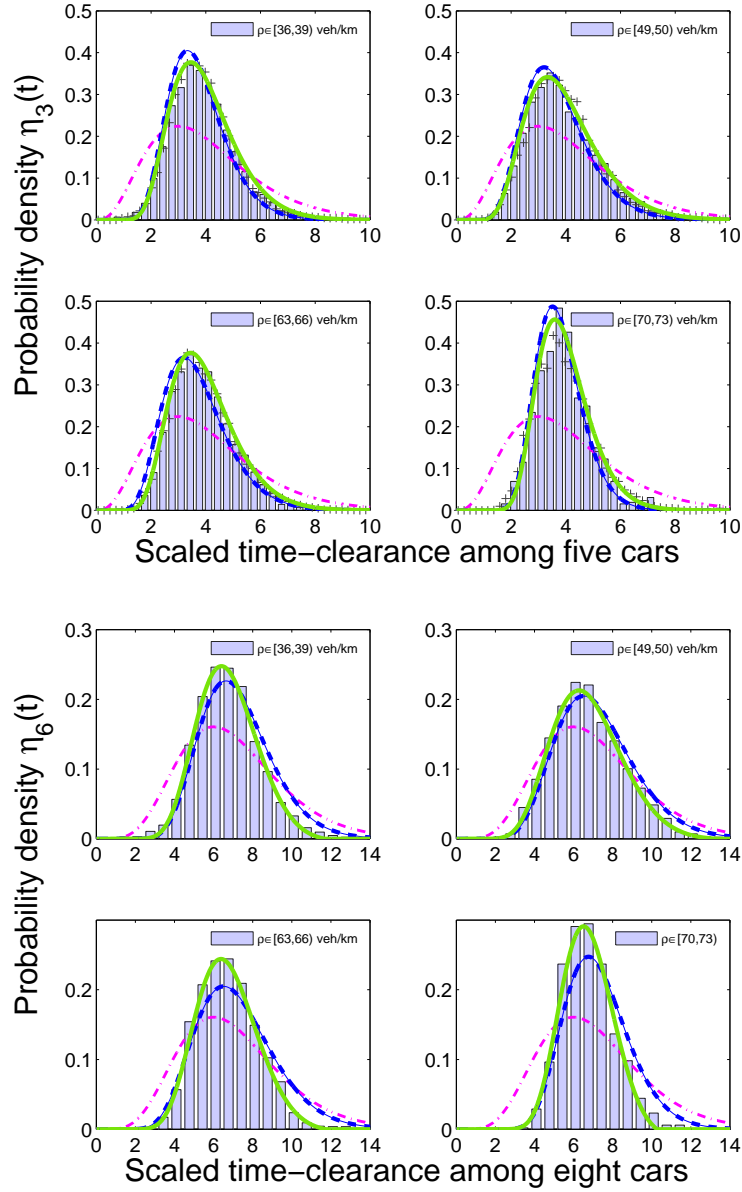 Probability density η3(t)
0.5
0.4
0.3
0.2
0.1
0
0 2 4 6 8 10
ρ∈[36,39) veh/km
0.5
0.4
0.3
0.2
0.1
0
0 2 4 6 8 10
ρ∈[49,50) veh/km
0.5
0.4
0.3
0.2
0.1
0
0 2 4 6 8 10
ρ∈[63,66) veh/km
0.5
0.4
0.3
0.2
0.1
0
0 2 4 6 8 10
ρ∈[70,73) veh/km
Scaled time−clearance among five cars
Probability density η6(t)
0.3
0.2
0.1
0
0 2 4 6 8 10 12 14
ρ∈[36,39) veh/km
0.3
0.2
0.1
0
0 2 4 6 8 10 12 14
ρ∈[49,50) veh/km
0.2
0.1
0
0 2 4 6 8 10 12 14
ρ∈[63,66) veh/km
0.2
0.1
0
0 2 4 6 8 10 12 14
ρ∈[70,73)
Scaled time−clearance among eight cars